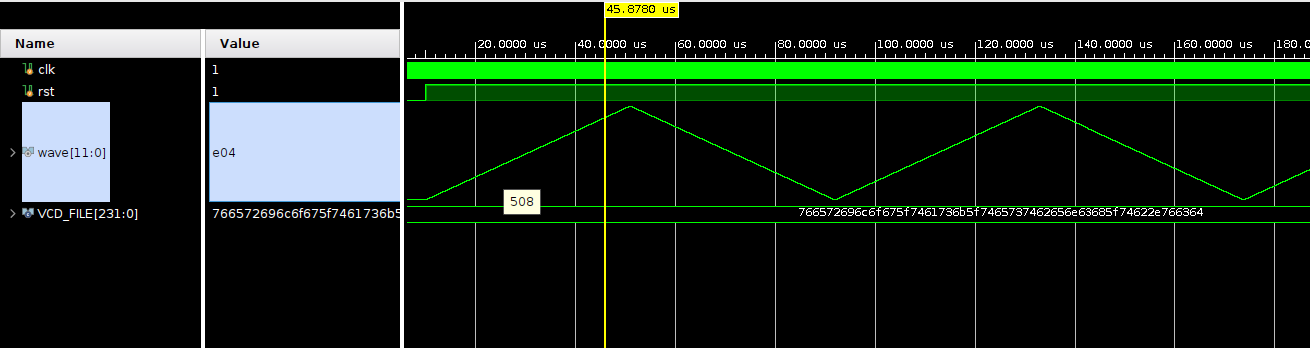 45.8780 us
Name Value
20.0000 us 40.0000 us 60.0000 us 80.0000 us 100.0000 us 120.0000 us 140.0000 us 160.0000 us 180.0
clk 1
rst 1
wave[11:0] e04
508
VCD_FILE[231:0] 766572696c6f675f7461736b5 766572696c6f675f7461736b5f7465737462656e63685f74622e766364